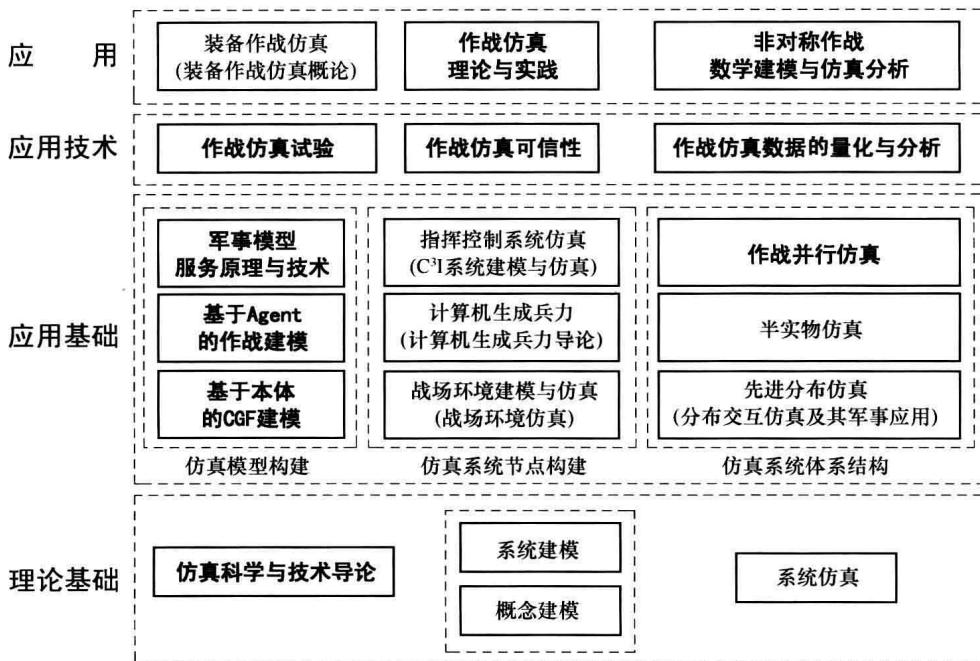 应 用
装备作战仿真
(装备作战仿真概论)
作战仿真
理论与实践
非对称作战
数学建模与仿真分析
应用技术
作战仿真试验
作战仿真可信性
作战仿真数据的量化与分析
应用基础
军事模型
服务原理与技术
基于Agent
的作战建模
基于本体
的CGF建模
仿真模型构建
指挥控制系统仿真
(C³I系统建模与仿真)
计算机生成兵力
(计算机生成兵力导论)
战场环境建模与仿真
(战场环境仿真)
仿真系统节点构建
作战并行仿真
半实物仿真
先进分布仿真
(分布交互仿真及其军事应用)
仿真系统体系结构
理论基础
仿真科学与技术导论
系统建模
概念建模
系统仿真